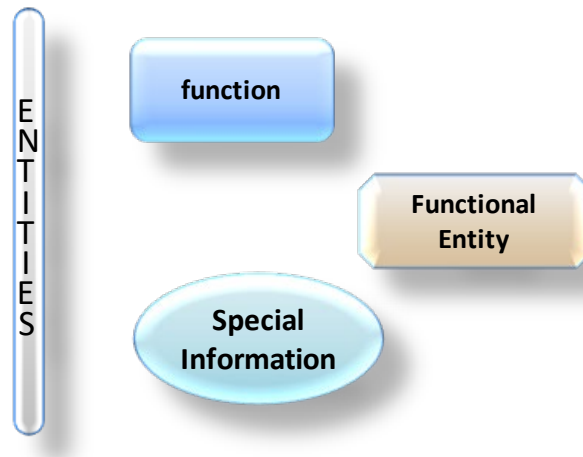 ENTITIES
function
Functional
Entity
Special
Information